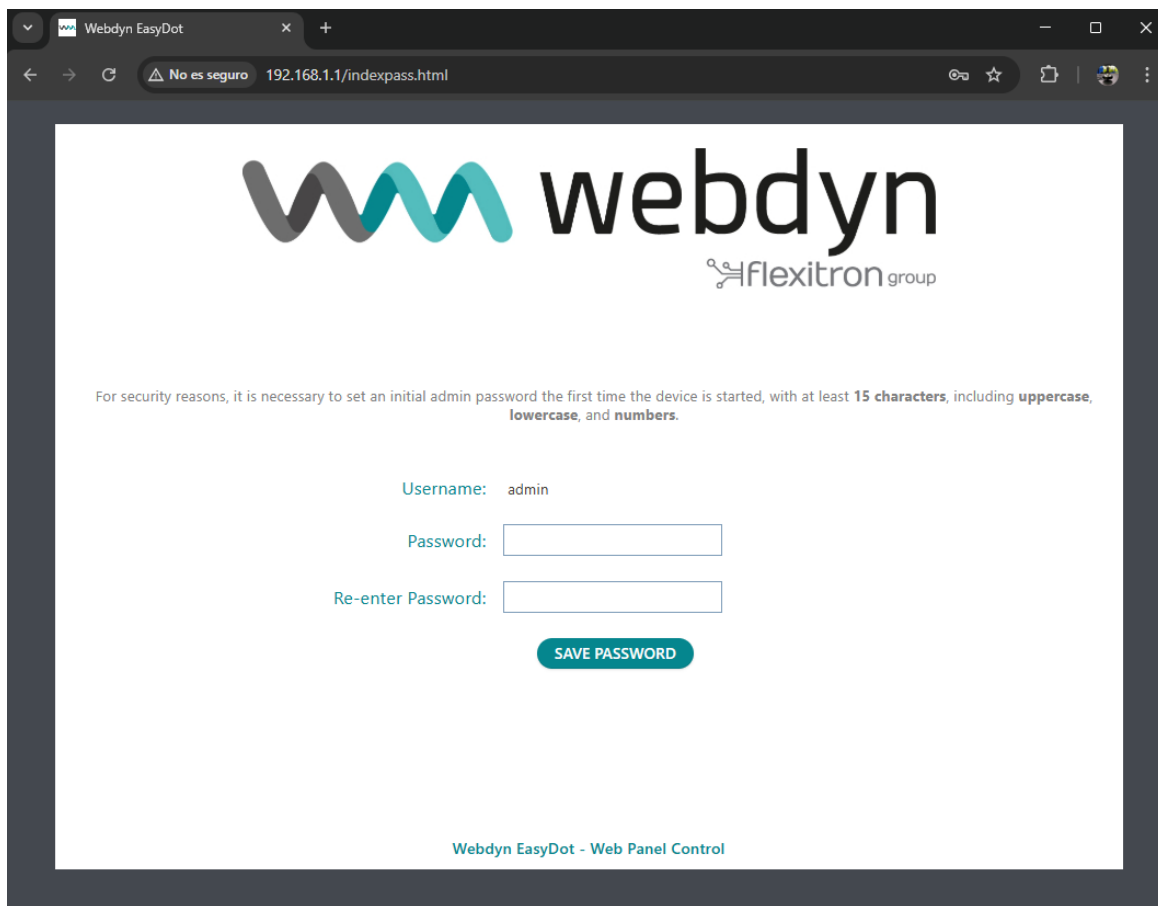 Webdyn EasyDot
No es seguro 192.168.1.1/indexpass.html
webdyn
flexitron group
For security reasons, it is necessary to set an initial admin password the first time the device is started, with at least 15 characters, including uppercase,
lowercase, and numbers.
Username: admin
Password:
Re-enter Password:
SAVE PASSWORD
Webdyn EasyDot - Web Panel Control